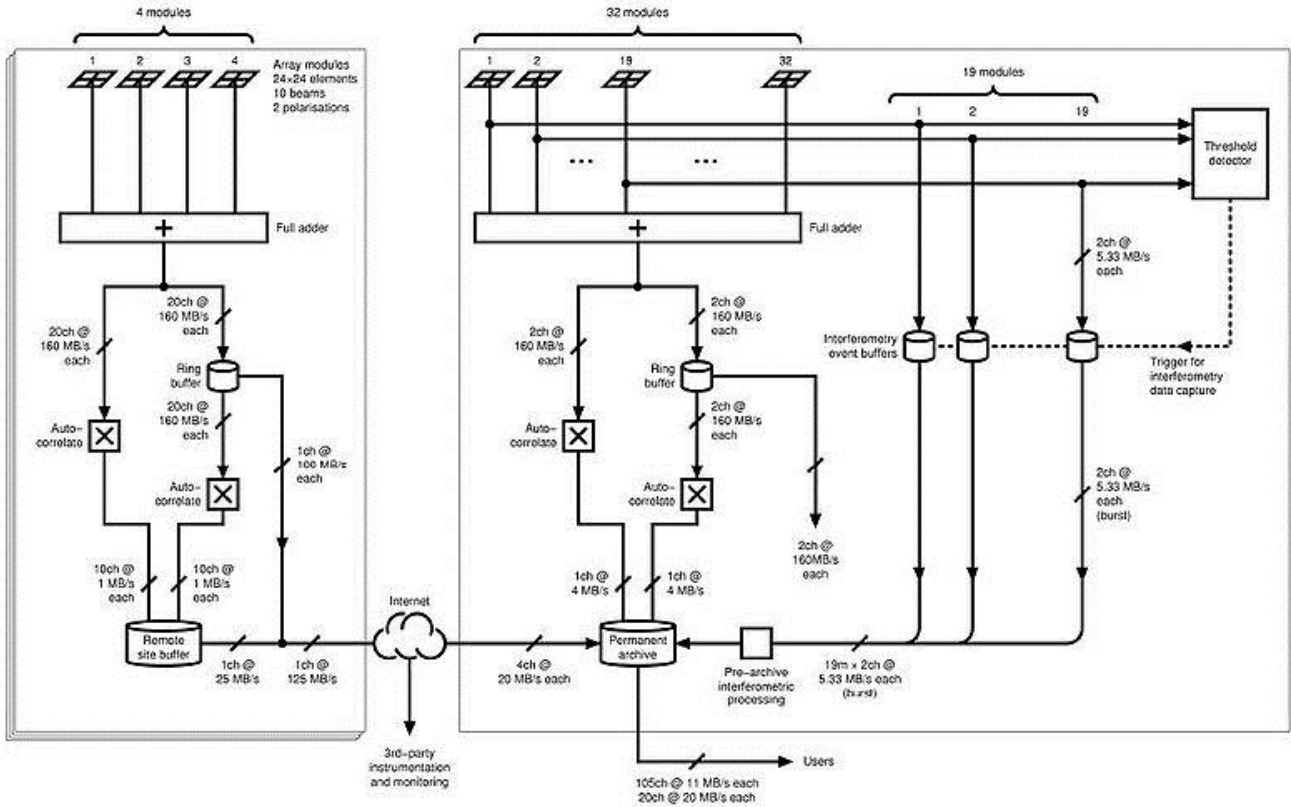 4 modules
1 2 3 4
Array modules
24×24 elements
10 beams
2 polarisations
+
Full adder
20ch @
160 MB/s
each
20ch @
160 MB/s
each
Ring
buffer
20ch @
160 MB/s
each
Auto-
correlate
Auto-
correlate
1ch @
100 MB/s
each
10ch @
1 MB/s
each
10ch @
1 MB/s
each
Remote
site buffer
1ch @
25 MB/s
1ch @
125 MB/s
Internet
3rd-party
instrumentation
and monitoring
32 modules
1 2 19 32
... ...
+
Full adder
2ch @
160 MB/s
each
2ch @
160 MB/s
each
Ring
buffer
2ch @
160 MB/s
each
Auto-
correlate
Auto-
correlate
2ch @
160MB/s
each
1ch @
4 MB/s
1ch @
4 MB/s
4ch @
20 MB/s each
Permanent
archive
Pre-archive
interferometric
processing
19m x 2ch @
5.33 MB/s each
(burst)
19 modules
1 2 19
Threshold
detector
2ch @
5.33 MB/s
each
Interferometry
event buffers
Trigger for
interferometry
data capture
2ch @
5.33 MB/s
each
(burst)
Users
105ch @ 11 MB/s each
20ch @ 20 MB/s each